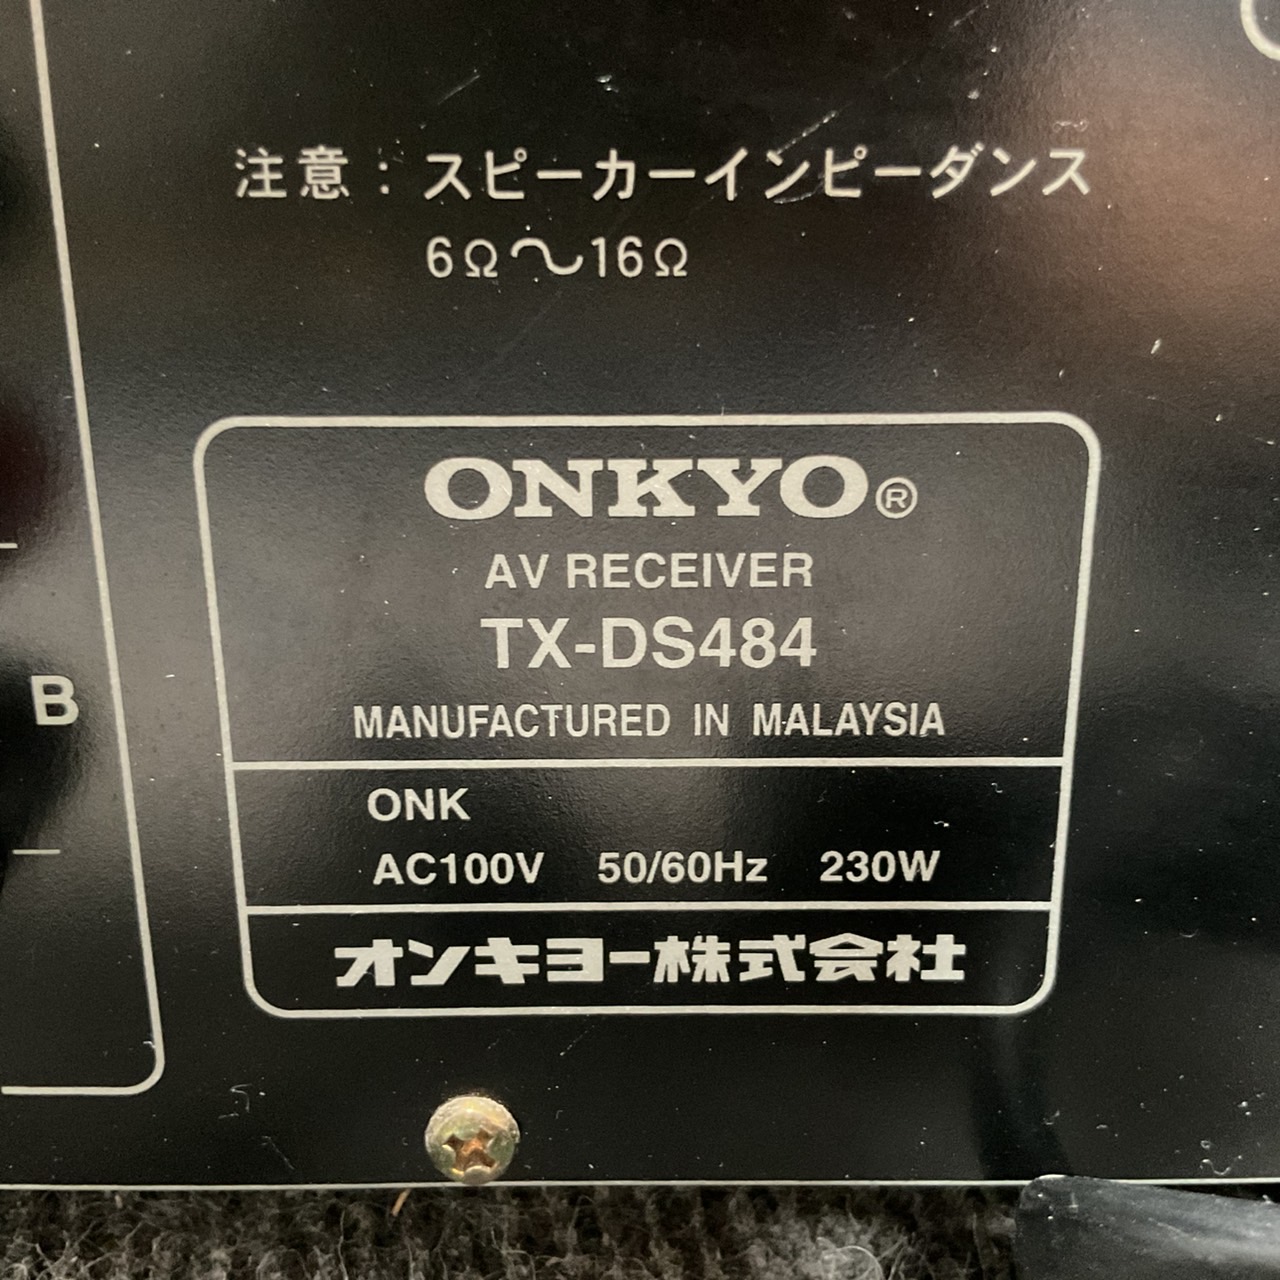 注意：スピーカーインピーダンス
6Ω〜16Ω
ONKYO®
AV RECEIVER
TX-DS484
MANUFACTURED IN MALAYSIA
B
ONK
AC100V 50/60Hz 230W
オンキヨー株式会社